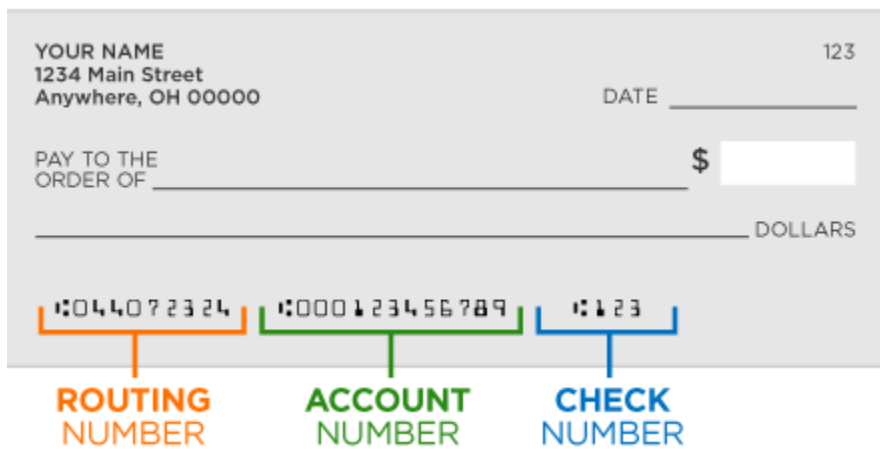 YOUR NAME 123
1234 Main Street
Anywhere, OH 00000 DATE
PAY TO THE
ORDER OF $
DOLLARS
⑆044072324 ⑆000123456789 ⑆123
ROUTING NUMBER
ACCOUNT NUMBER
CHECK NUMBER